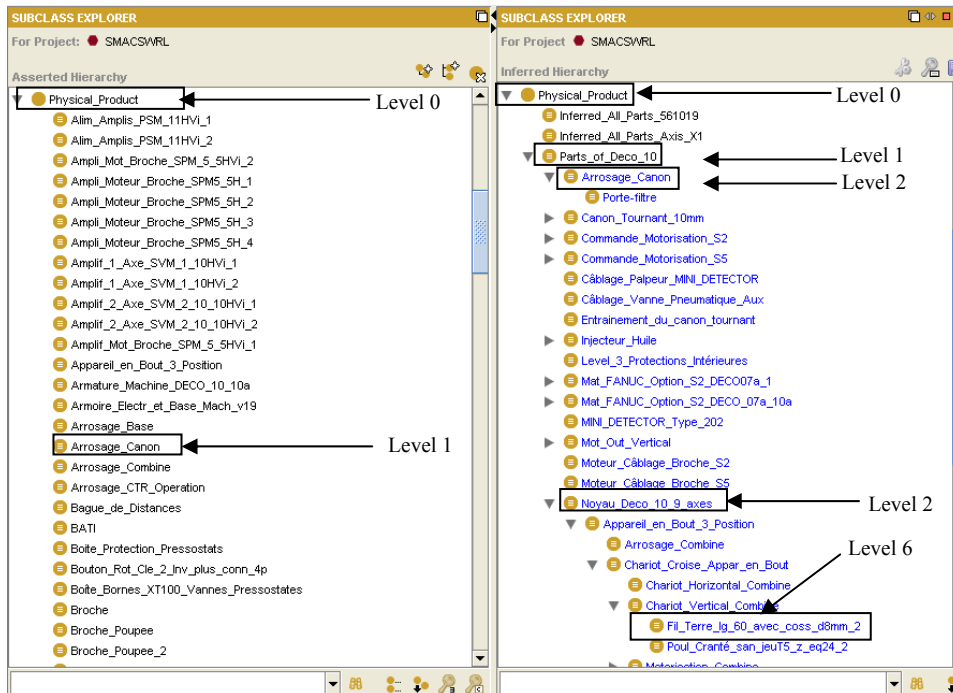 SUBCLASS EXPLORER
For Project: SMACSWRL
Asserted Hierarchy
Physical_Product
Level 0
Alim_Amplis_PSM_11HVi_1
Alim_Amplis_PSM_11HVi_2
Ampli_Mot_Broche_SPM_5_5HVi_2
Ampli_Moteur_Broche_SPM5_5H_1
Ampli_Moteur_Broche_SPM5_5H_2
Ampli_Moteur_Broche_SPM5_5H_3
Ampli_Moteur_Broche_SPM5_5H_4
Amplif_1_Axe_SVM_1_10HVi_1
Amplif_1_Axe_SVM_1_10HVi_2
Amplif_2_Axe_SVM_2_10_10HVi_1
Amplif_2_Axe_SVM_2_10_10HVi_2
Amplif_Mot_Broche_SPM_5_5HVi_1
Appareil_en_Bout_3_Position
Armature_Machine_DECO_10_10a
Armoire_Electr_et_Base_Mach_v19
Arrosage_Base
Arrosage_Canon
Level 1
Arrosage_Combine
Arrosage_CTR_Operation
Bague_de_Distances
BATI
Boite_Protection_Pressostats
Bouton_Rot_Cle_2_Inv_plus_conn_4p
Boîte_Bornes_XT100_Vannes_Pressostates
Broche
Broche_Poupee
Broche_Poupee_2
SUBCLASS EXPLORER
For Project SMACSWRL
Inferred Hierarchy
Physical_Product
Level 0
Inferred_All_Parts_561019
Inferred_All_Parts_Axis_X1
Parts_of_Deco_10
Level 1
Arrosage_Canon
Level 2
Porte-filtre
Canon_Tournant_10mm
Commande_Motorisation_S2
Commande_Motorisation_S5
Câblage_Palpeur_MINI_DETECTOR
Câblage_Vanne_Pneumatique_Aux
Entrainement_du_canon_tournant
Injecteur_Huile
Level_3_Protections_Intérieures
Mat_FANUC_Option_S2_DECO07a_1
Mat_FANUC_Option_S2_DECO_07a_10a
MINI_DETECTOR_Type_202
Mot_Out_Vertical
Moteur_Câblage_Broche_S2
Moteur_Câblage_Broche_S5
Noyau_Deco_10_9_axes
Level 2
Appareil_en_Bout_3_Position
Arrosage_Combine
Level 6
Chariot_Croise_Appar_en_Bout
Chariot_Horizontal_Combine
Chariot_Vertical_Combine
Fil_Terre_lg_60_avec_coss_d8mm_2
Poul_Cranté_san_jeuT5_z_eq24_2
Motorisation_Combine